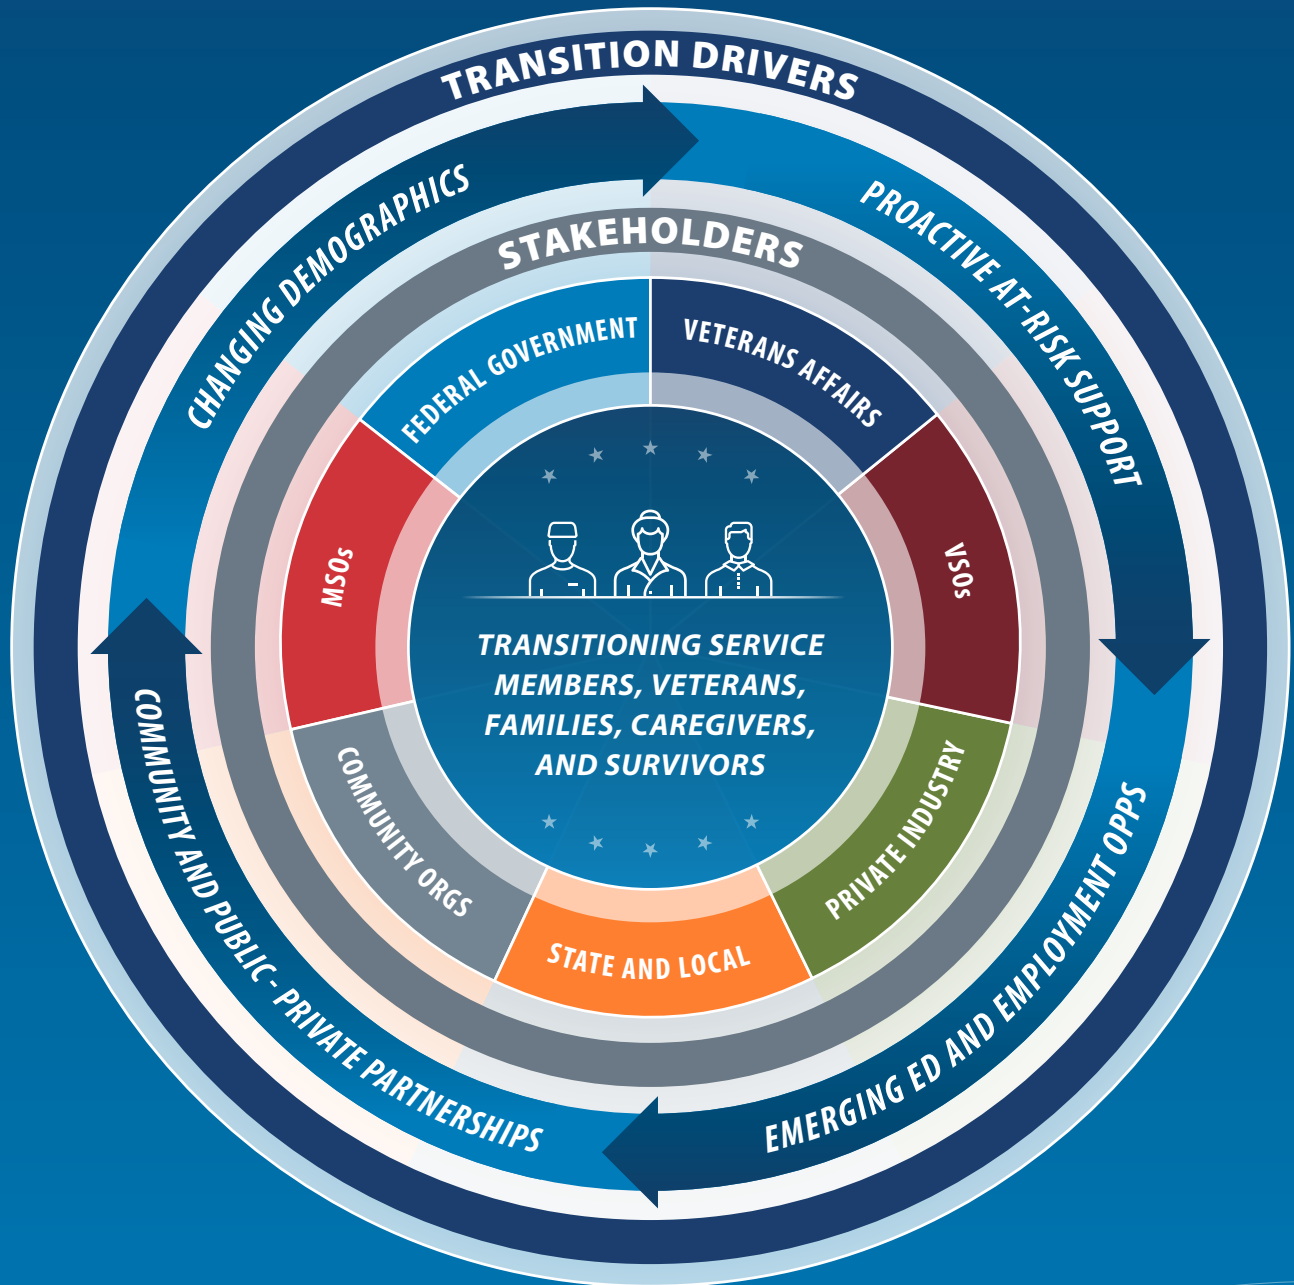 TRANSITION DRIVERS
CHANGING DEMOGRAPHICS
PROACTIVE AT-RISK SUPPORT
EMERGING ED AND EMPLOYMENT OPPS
COMMUNITY AND PUBLIC - PRIVATE PARTNERSHIPS
STAKEHOLDERS
FEDERAL GOVERNMENT
VETERANS AFFAIRS
VSOs
PRIVATE INDUSTRY
STATE AND LOCAL
COMMUNITY ORGS
MSOs
TRANSITIONING SERVICE
MEMBERS, VETERANS,
FAMILIES, CAREGIVERS,
AND SURVIVORS